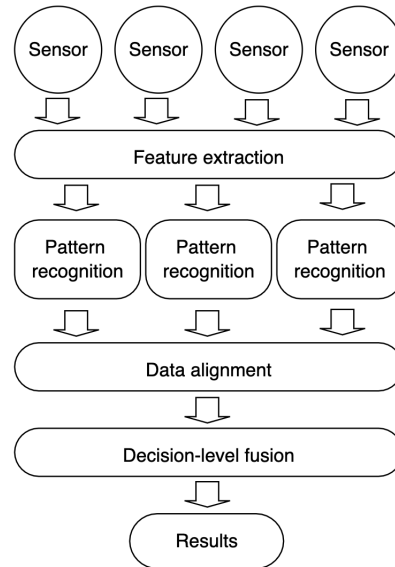 Sensor Sensor Sensor Sensor
Feature extraction
Pattern Pattern Pattern
recognition recognition recognition
Data alignment
Decision-level fusion
Results